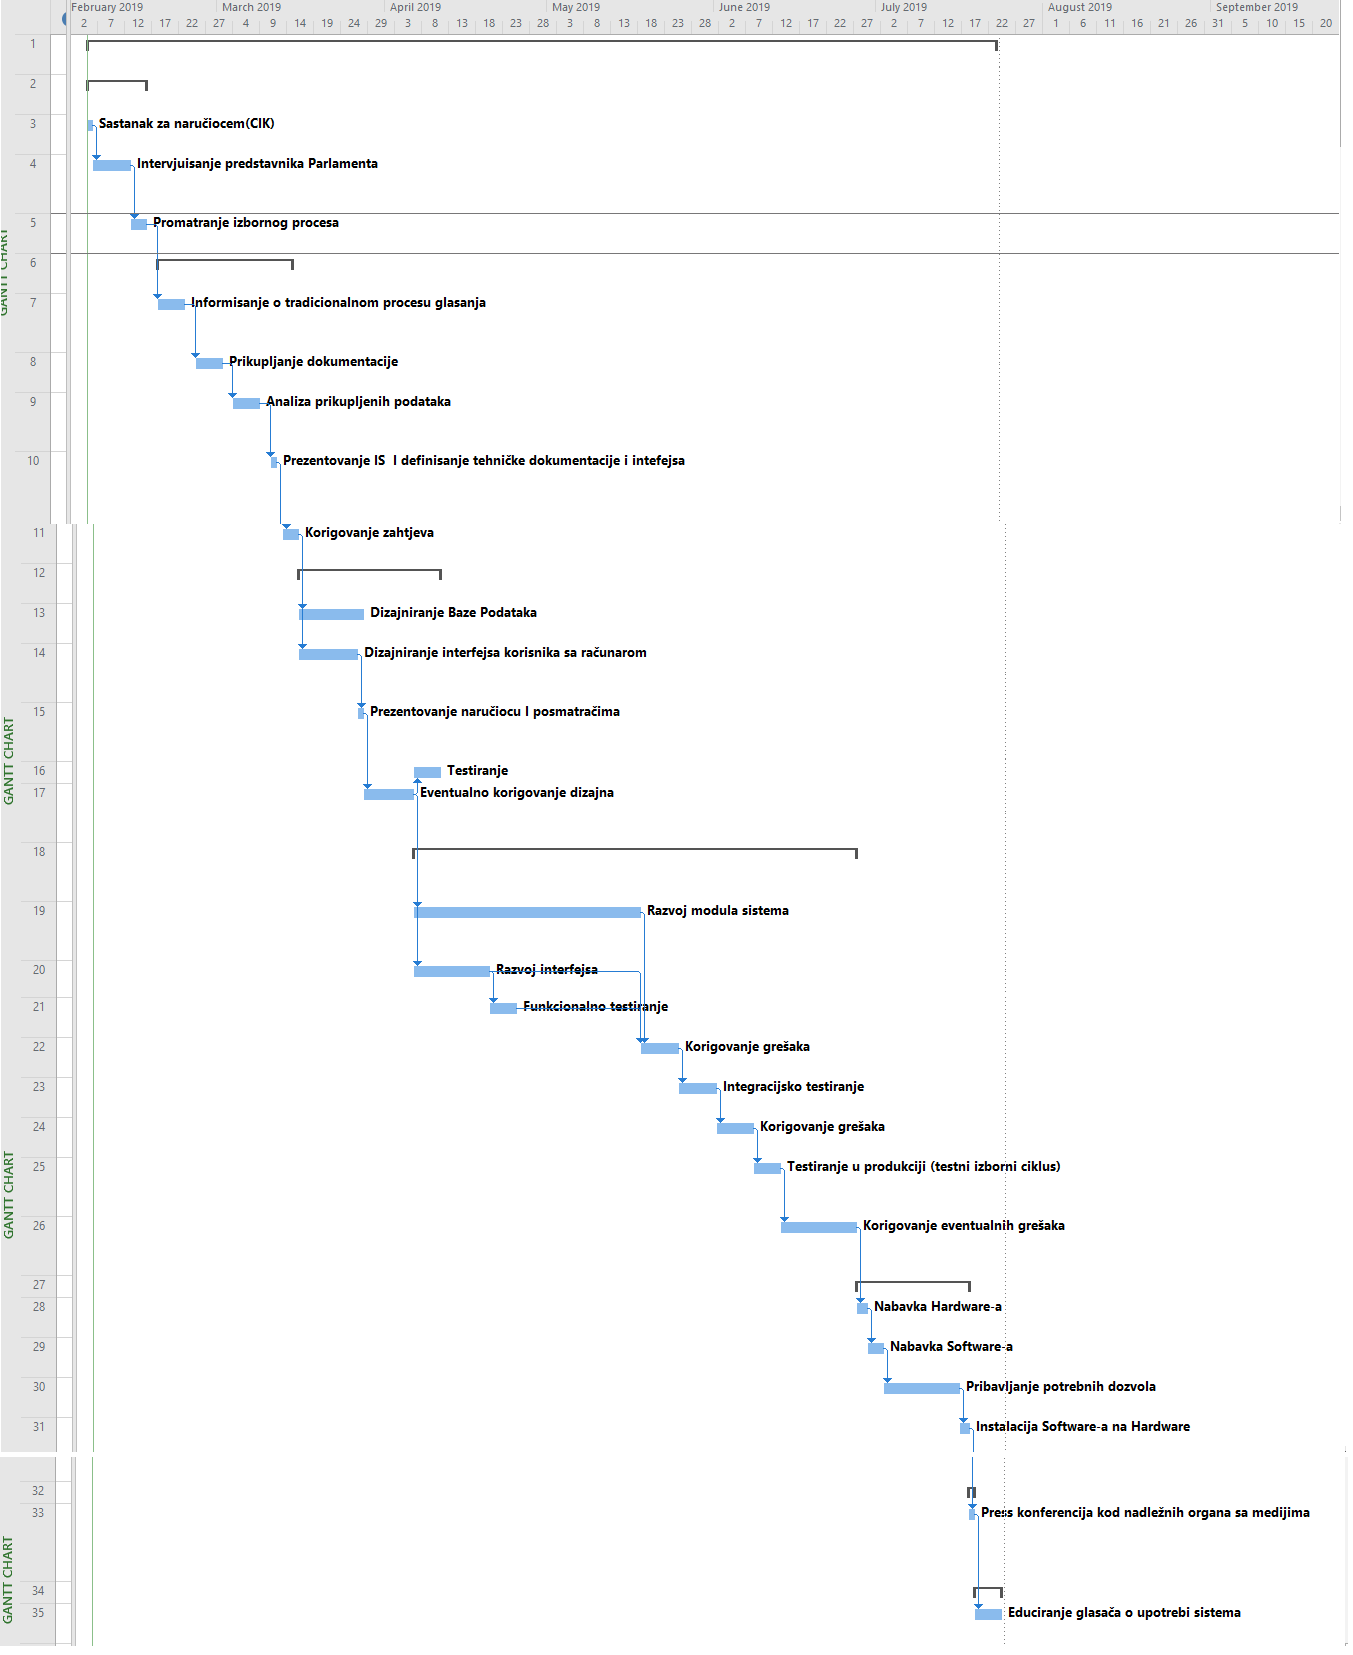 February 2019 March 2019 April 2019 May 2019 June 2019 July 2019 August 2019 September 2019
2 7 12 17 22 27 4 9 14 19 24 29 3 8 13 18 23 28 3 8 13 18 23 28 2 7 12 17 22 27 2 7 12 17 22 27 1 6 11 16 21 26 31 5 10 15 20
1
2
3 Sastanak za naručiocem(CIK)
4 Intervjuisanje predstavnika Parlamenta
5 Promatranje izbornog procesa
GANTT CHART
6
7 Informisanje o tradicionalnom procesu glasanja
8 Prikupljanje dokumentacije
9 Analiza prikupljenih podataka
10 Prezentovanje IS I definisanje tehničke dokumentacije i intefejsa
11 Korigovanje zahtjeva
12
13 Dizajniranje Baze Podataka
14 Dizajniranje interfejsa korisnika sa računarom
15 Prezentovanje naručiocu I posmatračima
GANTT CHART
16 Testiranje
17 Eventualno korigovanje dizajna
18
19 Razvoj modula sistema
20 Razvoj interfejsa
21 Funkcionalno testiranje
22 Korigovanje grešaka
23 Integracijsko testiranje
24 Korigovanje grešaka
25 Testiranje u produkciji (testni izborni ciklus)
GANTT CHART
26 Korigovanje eventualnih grešaka
27
28 Nabavka Hardware-a
29 Nabavka Software-a
30 Pribavljanje potrebnih dozvola
31 Instalacija Software-a na Hardware
32
33 Press konferencija kod nadležnih organa sa medijima
GANTT CHART
34
35 Educiranje glasača o upotrebi sistema